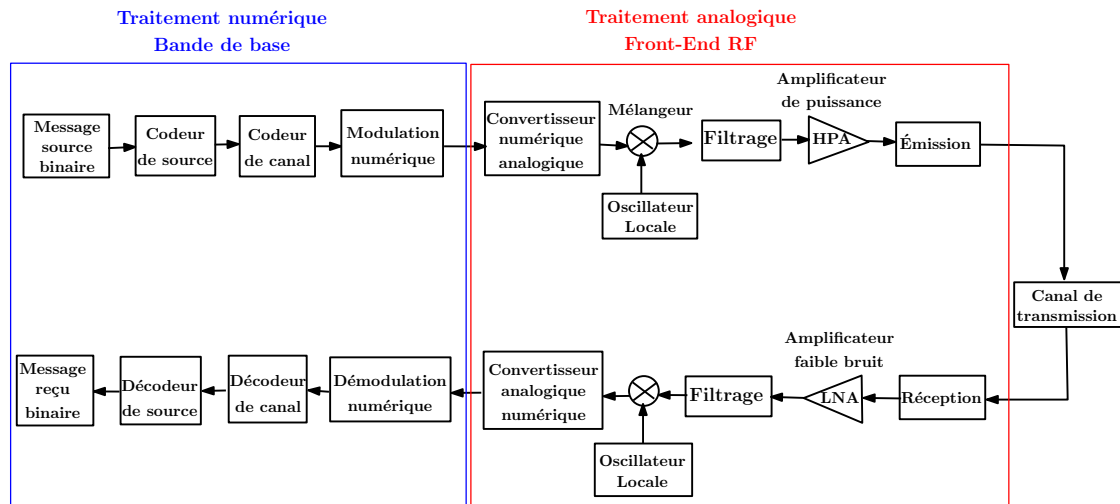 Traitement numérique
Bande de base
Traitement analogique
Front-End RF
Message
source
binaire
Codeur
de source
Codeur
de canal
Modulation
numérique
Convertisseur
numérique
analogique
Mélangeur
Oscillateur
Locale
Filtrage
Amplificateur
de puissance
HPA
Émission
Canal de
transmission
Message
reçu
binaire
Décodeur
de source
Décodeur
de canal
Démodulation
numérique
Convertisseur
analogique
numérique
Oscillateur
Locale
Filtrage
Amplificateur
faible bruit
LNA
Réception